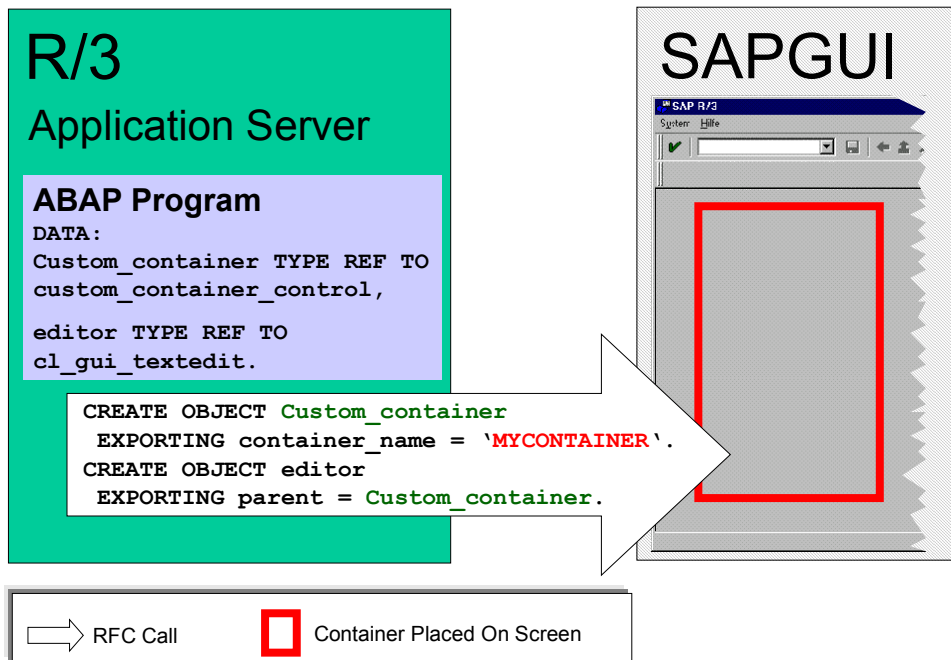 R/3
Application Server
ABAP Program
DATA:
Custom_container TYPE REF TO
custom_container_control,
editor TYPE REF TO
cl_gui_textedit.
CREATE OBJECT Custom_container
EXPORTING container_name = ‘MYCONTAINER‘.
CREATE OBJECT editor
EXPORTING parent = Custom_container.
SAPGUI
SAP R/3
System Hilfe
RFC Call
Container Placed On Screen